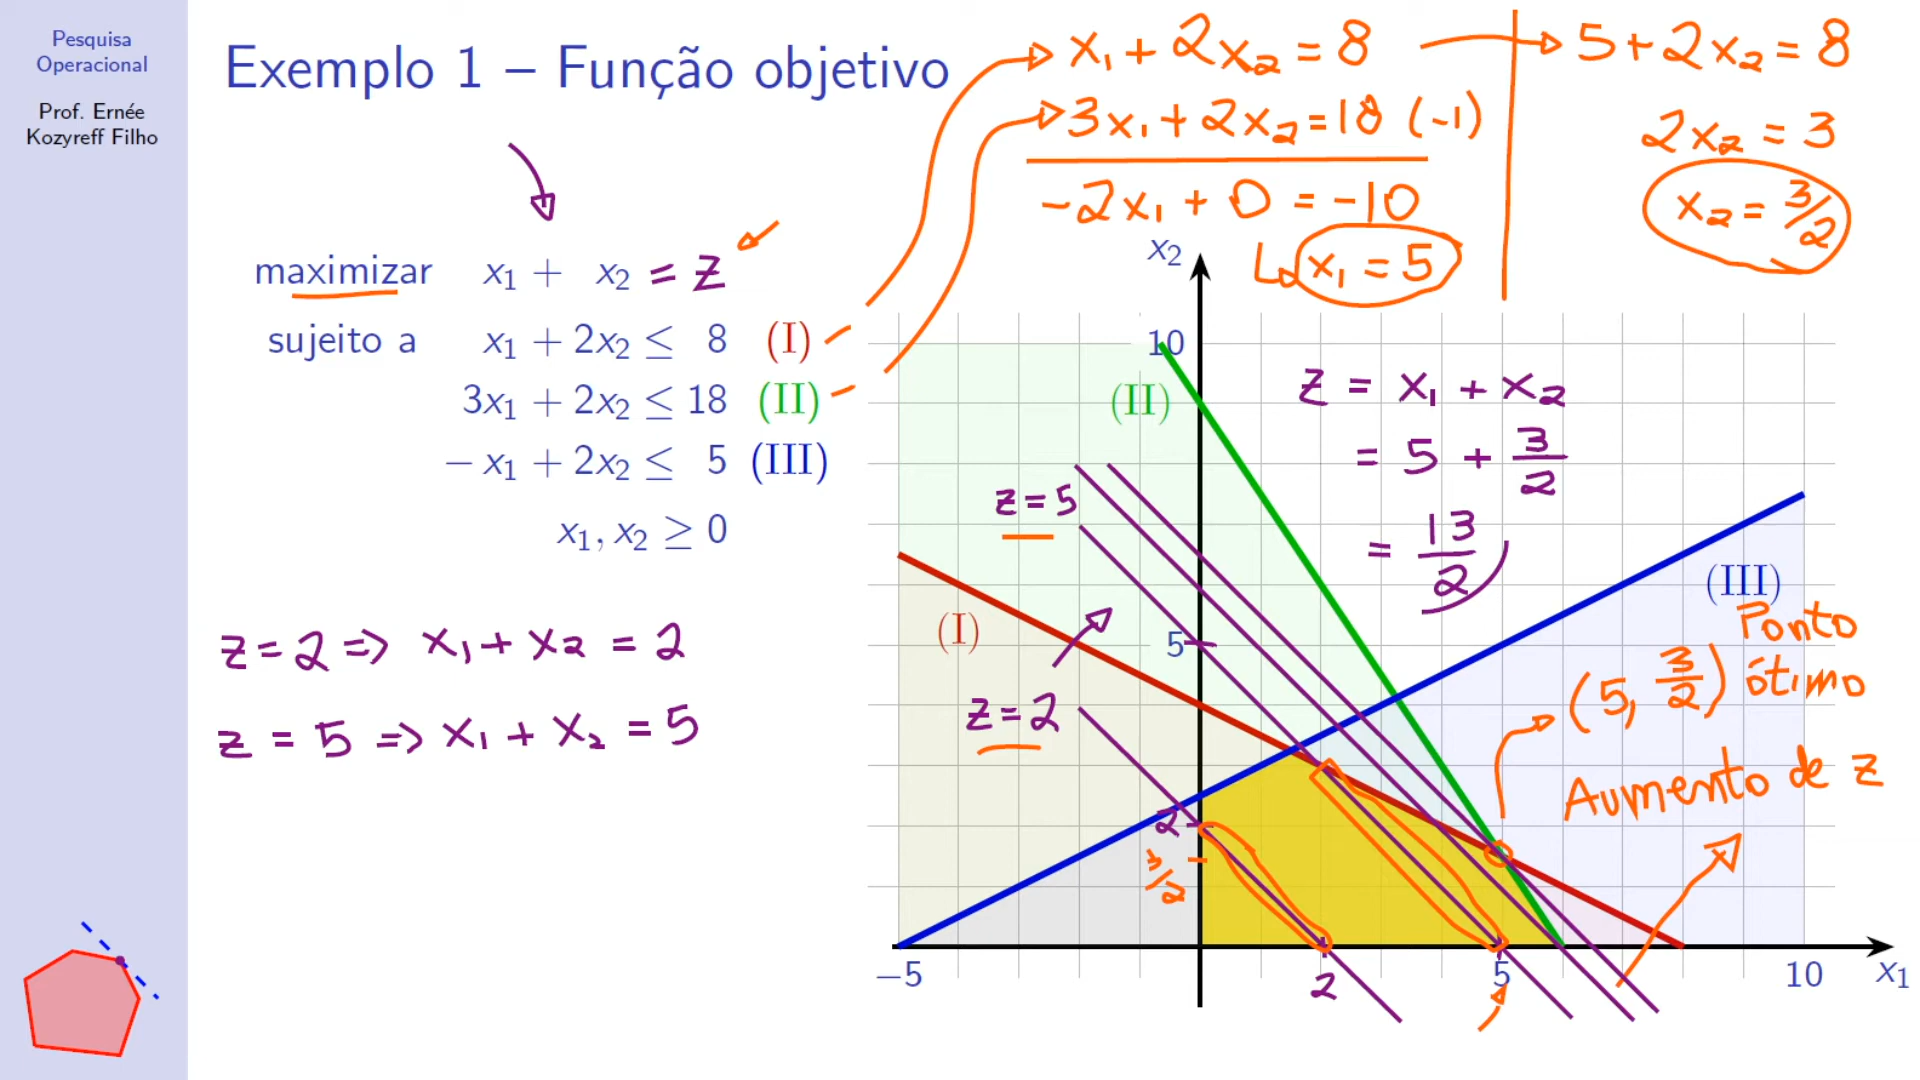 Pesquisa
Operacional
Prof. Ernée
Kozyreff Filho
Exemplo 1 – Função objetivo
maximizar x₁ + x₂ = z
sujeito a x₁ + 2x₂ ≤ 8 (I)
3x₁ + 2x₂ ≤ 18 (II)
− x₁ + 2x₂ ≤ 5 (III)
x₁, x₂ ≥ 0
z = 2 => x₁ + x₂ = 2
z = 5 => x₁ + x₂ = 5
x₁ + 2x₂ = 8
3x₁ + 2x₂ = 18 (-1)
-2x₁ + 0 = -10
x₁ = 5
5 + 2x₂ = 8
2x₂ = 3
x₂ = 3/2
x₂
10
(II)
z = x₁ + x₂
= 5 + 3/2
= 13/2
z = 5
(III)
(I)
5
Ponto
ótimo
(5, 3/2)
z = 2
Aumento de z
2
3/2
−5
2
5
10
x₁